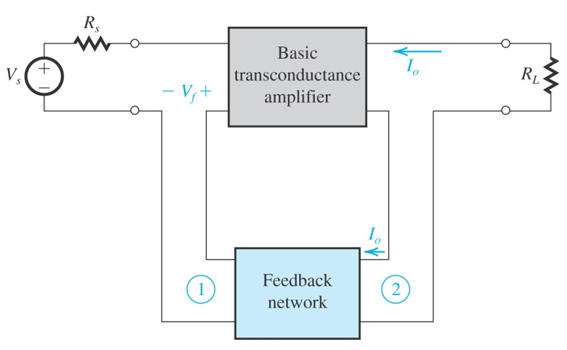 R_s
V_s
+
−
− V_f +
Basic
transconductance
amplifier
I_o
R_L
I_o
1
Feedback
network
2